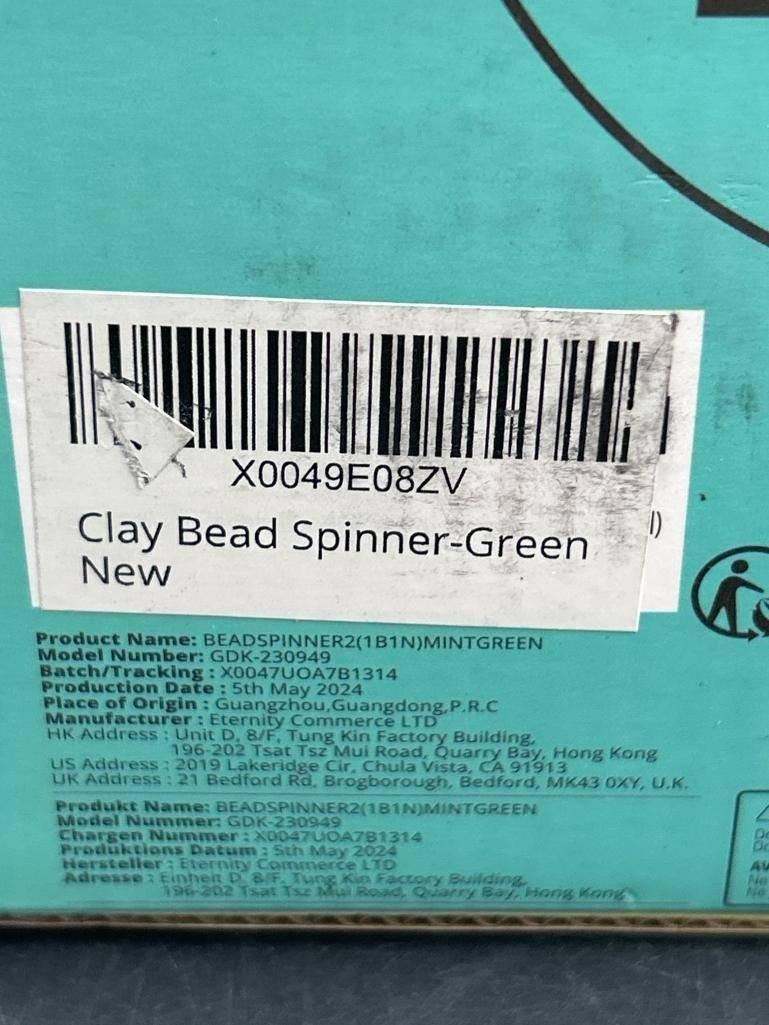 X0049E08ZV
Clay Bead Spinner-Green
New
l)
Product Name: BEADSPINNER2(1B1N)MINTGREEN
Model Number: GDK-230949
Batch/Tracking : X0047UOA7B1314
Production Date : 5th May 2024
Place of Origin : Guangzhou,Guangdong,P.R.C
Manufacturer : Eternity Commerce LTD
HK Address : Unit D, 8/F, Tung Kin Factory Building,
196-202 Tsat Tsz Mui Road, Quarry Bay, Hong Kong
US Address : 2019 Lakeridge Cir, Chula Vista, CA 91913
UK Address : 21 Bedford Rd, Brogborough, Bedford, MK43 0XY, U.K.
Produkt Name: BEADSPINNER2(1B1N)MINTGREEN
Model Nummer: GDK-230949
Chargen Nummer : X0047UOA7B1314
Produktions Datum : 5th May 2024
Hersteller : Eternity Commerce LTD
Adresse : Einheit D, 8/F, Tung Kin Factory Building,
196-202 Tsat Tsz Mui Road, Quarry Bay, Hong Kong